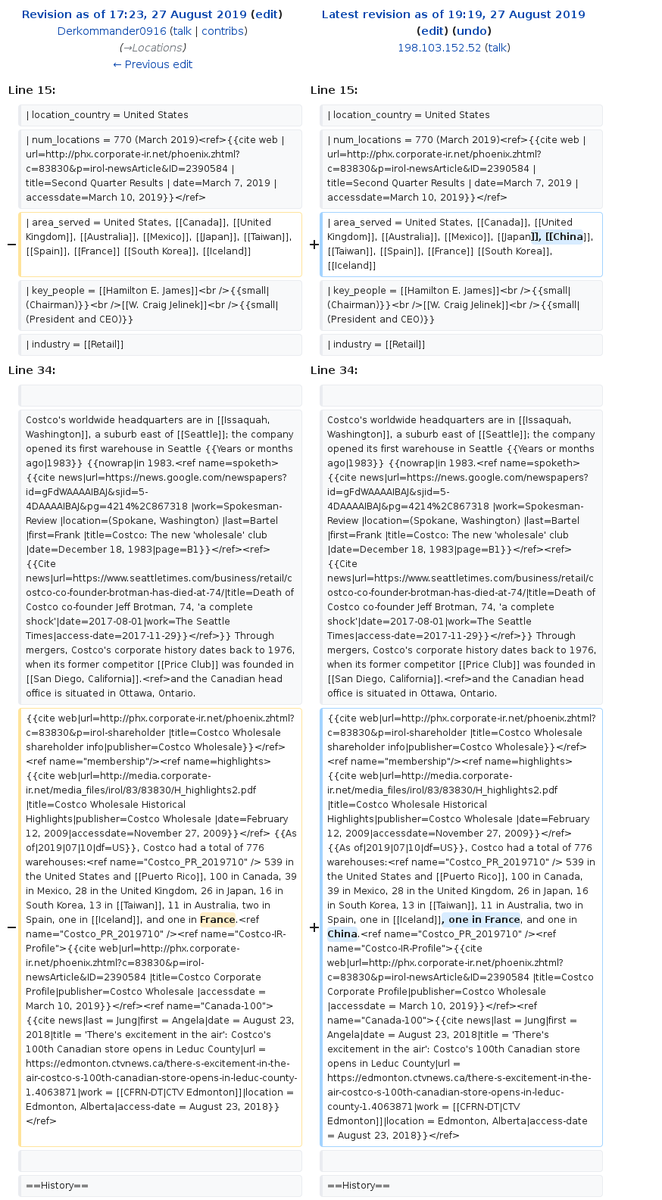 Revision as of 17:23, 27 August 2019 (edit)
Derkommander0916 (talk | contribs)
(→Locations)
← Previous edit
Line 15:
| location_country = United States
| num_locations = 770 (March 2019)<ref>{{cite web |
url=http://phx.corporate-ir.net/phoenix.zhtml?
c=83830&p=irol-newsArticle&ID=2390584 |
title=Second Quarter Results | date=March 7, 2019 |
accessdate=March 10, 2019}}</ref>
− | area_served = United States, [[Canada]], [[United
Kingdom]], [[Australia]], [[Mexico]], [[Japan]], [[Taiwan]],
[[Spain]], [[France]] [[South Korea]], [[Iceland]]
| key_people = [[Hamilton E. James]]<br />{{small|
(Chairman)}}<br />[[W. Craig Jelinek]]<br />{{small|
(President and CEO)}}
| industry = [[Retail]]
Line 34:
Costco's worldwide headquarters are in [[Issaquah,
Washington]], a suburb east of [[Seattle]]; the company
opened its first warehouse in Seattle {{Years or months
ago|1983}} {{nowrap|in 1983.<ref name=spoketh>
{{cite news|url=https://news.google.com/newspapers?
id=gFdWAAAAIBAJ&sjid=5-
4DAAAAIBAJ&pg=4214%2C867318 |work=Spokesman-
Review |location=(Spokane, Washington) |last=Bartel
|first=Frank |title=Costco: The new 'wholesale' club
|date=December 18, 1983|page=B1}}</ref><ref>
{{Cite
news|url=https://www.seattletimes.com/business/retail/c
ostco-co-founder-brotman-has-died-at-74/|title=Death of
Costco co-founder Jeff Brotman, 74, 'a complete
shock'|date=2017-08-01|work=The Seattle
Times|access-date=2017-11-29}}</ref>}} Through
mergers, Costco's corporate history dates back to 1976,
when its former competitor [[Price Club]] was founded in
[[San Diego, California]].<ref>and the Canadian head
office is situated in Ottawa, Ontario.
{{cite web|url=http://phx.corporate-ir.net/phoenix.zhtml?
c=83830&p=irol-shareholder |title=Costco Wholesale
shareholder info|publisher=Costco Wholesale}}</ref>
<ref name="membership"/><ref name=highlights>
{{cite web|url=http://media.corporate-
ir.net/media_files/irol/83/83830/H_highlights2.pdf
|title=Costco Wholesale Historical
Highlights|publisher=Costco Wholesale |date=February
12, 2009|accessdate=November 27, 2009}}</ref> {{As
of|2019|07|10|df=US}}, Costco had a total of 776
warehouses:<ref name="Costco_PR_2019710" /> 539 in
the United States and [[Puerto Rico]], 100 in Canada, 39
in Mexico, 28 in the United Kingdom, 26 in Japan, 16 in
South Korea, 13 in [[Taiwan]], 11 in Australia, two in
Spain, one in [[Iceland]], and one in France.<ref
− name="Costco_PR_2019710" /><ref name="Costco-IR-
Profile">{{cite web|url=http://phx.corporate-
ir.net/phoenix.zhtml?c=83830&p=irol-
newsArticle&ID=2390584 |title=Costco Corporate
Profile|publisher=Costco Wholesale |accessdate =
March 10, 2019}}</ref><ref name="Canada-100">
{{cite news|last = Jung|first = Angela|date = August 23,
2018|title = 'There's excitement in the air': Costco's
100th Canadian store opens in Leduc County|url =
https://edmonton.ctvnews.ca/there-s-excitement-in-the-
air-costco-s-100th-canadian-store-opens-in-leduc-county-
1.4063871|work = [[CFRN-DT|CTV Edmonton]]|location =
Edmonton, Alberta|access-date = August 23, 2018}}
</ref>
==History==
Latest revision as of 19:19, 27 August 2019
(edit) (undo)
198.103.152.52 (talk)
Line 15:
| location_country = United States
| num_locations = 770 (March 2019)<ref>{{cite web |
url=http://phx.corporate-ir.net/phoenix.zhtml?
c=83830&p=irol-newsArticle&ID=2390584 |
title=Second Quarter Results | date=March 7, 2019 |
accessdate=March 10, 2019}}</ref>
| area_served = United States, [[Canada]], [[United
+ Kingdom]], [[Australia]], [[Mexico]], [[Japan]], [[China]],
[[Taiwan]], [[Spain]], [[France]] [[South Korea]],
[[Iceland]]
| key_people = [[Hamilton E. James]]<br />{{small|
(Chairman)}}<br />[[W. Craig Jelinek]]<br />{{small|
(President and CEO)}}
| industry = [[Retail]]
Line 34:
Costco's worldwide headquarters are in [[Issaquah,
Washington]], a suburb east of [[Seattle]]; the company
opened its first warehouse in Seattle {{Years or months
ago|1983}} {{nowrap|in 1983.<ref name=spoketh>
{{cite news|url=https://news.google.com/newspapers?
id=gFdWAAAAIBAJ&sjid=5-
4DAAAAIBAJ&pg=4214%2C867318 |work=Spokesman-
Review |location=(Spokane, Washington) |last=Bartel
|first=Frank |title=Costco: The new 'wholesale' club
|date=December 18, 1983|page=B1}}</ref><ref>
{{Cite
news|url=https://www.seattletimes.com/business/retail/c
ostco-co-founder-brotman-has-died-at-74/|title=Death of
Costco co-founder Jeff Brotman, 74, 'a complete
shock'|date=2017-08-01|work=The Seattle
Times|access-date=2017-11-29}}</ref>}} Through
mergers, Costco's corporate history dates back to 1976,
when its former competitor [[Price Club]] was founded in
[[San Diego, California]].<ref>and the Canadian head
office is situated in Ottawa, Ontario.
{{cite web|url=http://phx.corporate-ir.net/phoenix.zhtml?
c=83830&p=irol-shareholder |title=Costco Wholesale
shareholder info|publisher=Costco Wholesale}}</ref>
<ref name="membership"/><ref name=highlights>
{{cite web|url=http://media.corporate-
ir.net/media_files/irol/83/83830/H_highlights2.pdf
|title=Costco Wholesale Historical
Highlights|publisher=Costco Wholesale |date=February
12, 2009|accessdate=November 27, 2009}}</ref>
{{As of|2019|07|10|df=US}}, Costco had a total of 776
warehouses:<ref name="Costco_PR_2019710" /> 539
in the United States and [[Puerto Rico]], 100 in Canada,
39 in Mexico, 28 in the United Kingdom, 26 in Japan, 16
in South Korea, 13 in [[Taiwan]], 11 in Australia, two in
Spain, one in [[Iceland]], one in France, and one in
+ China.<ref name="Costco_PR_2019710" /><ref
name="Costco-IR-Profile">{{cite
web|url=http://phx.corporate-ir.net/phoenix.zhtml?
c=83830&p=irol-newsArticle&ID=2390584 |title=Costco
Corporate Profile|publisher=Costco Wholesale
|accessdate = March 10, 2019}}</ref><ref
name="Canada-100">{{cite news|last = Jung|first =
Angela|date = August 23, 2018|title = 'There's
excitement in the air': Costco's 100th Canadian store
opens in Leduc County|url =
https://edmonton.ctvnews.ca/there-s-excitement-in-the-
air-costco-s-100th-canadian-store-opens-in-leduc-
county-1.4063871|work = [[CFRN-DT|CTV
Edmonton]]|location = Edmonton, Alberta|access-date
= August 23, 2018}}</ref>
==History==